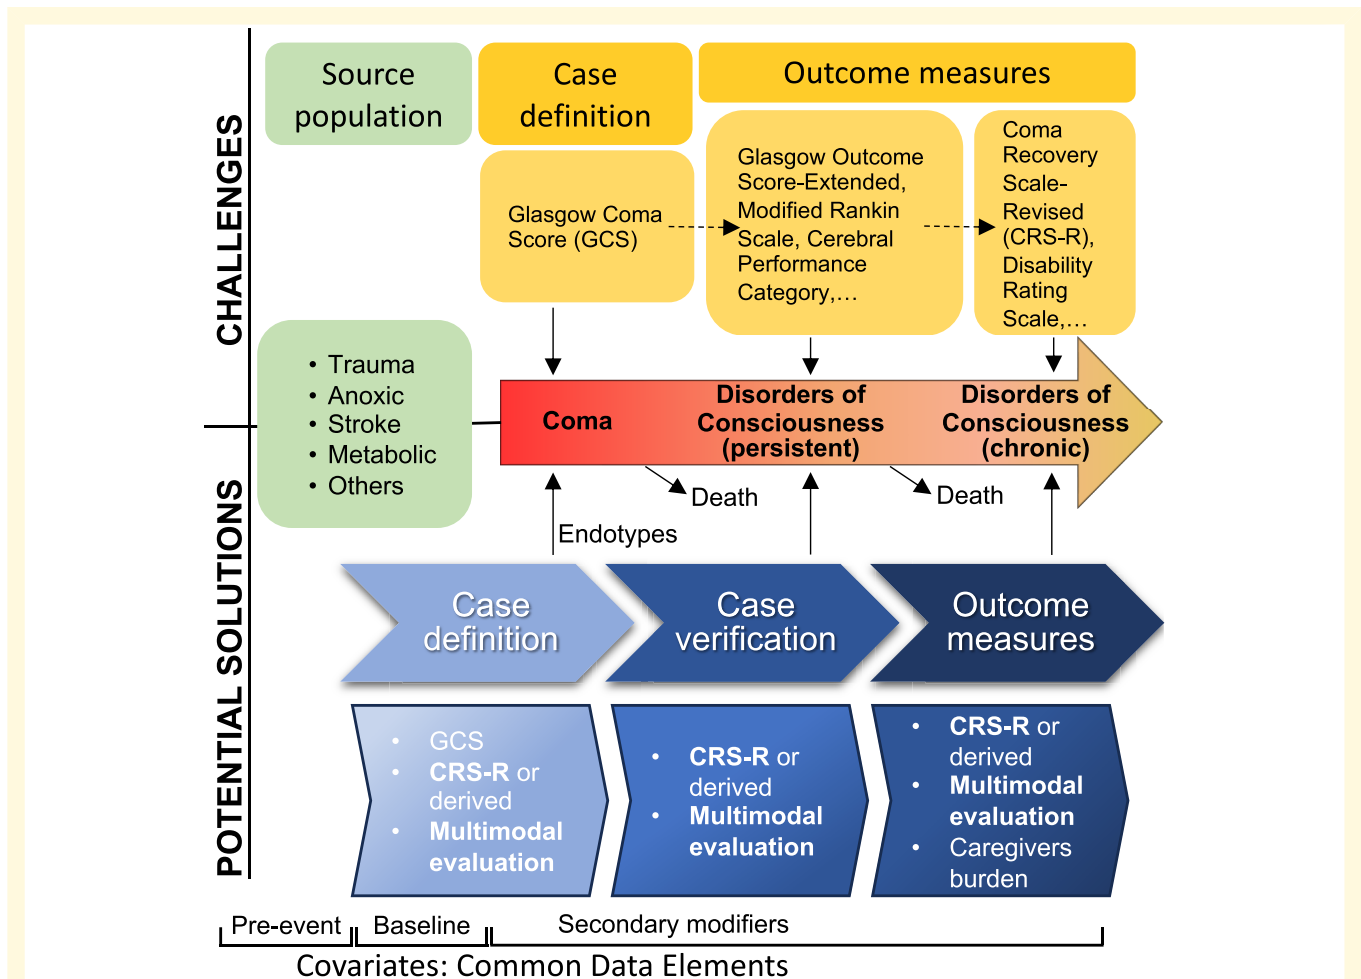 CHALLENGES
POTENTIAL SOLUTIONS
Source
population
Case
definition
Outcome measures
Glasgow Coma
Score (GCS)
Glasgow Outcome
Score-Extended,
Modified Rankin
Scale, Cerebral
Performance
Category,...
Coma
Recovery
Scale-
Revised
(CRS-R),
Disability
Rating
Scale,...
• Trauma
• Anoxic
• Stroke
• Metabolic
• Others
Coma
Disorders of
Consciousness
(persistent)
Disorders of
Consciousness
(chronic)
Death
Death
Endotypes
Case
definition
Case
verification
Outcome
measures
• GCS
• CRS-R or
derived
• Multimodal
evaluation
• CRS-R or
derived
• Multimodal
evaluation
• CRS-R or
derived
• Multimodal
evaluation
• Caregivers
burden
Pre-event
Baseline
Secondary modifiers
Covariates: Common Data Elements